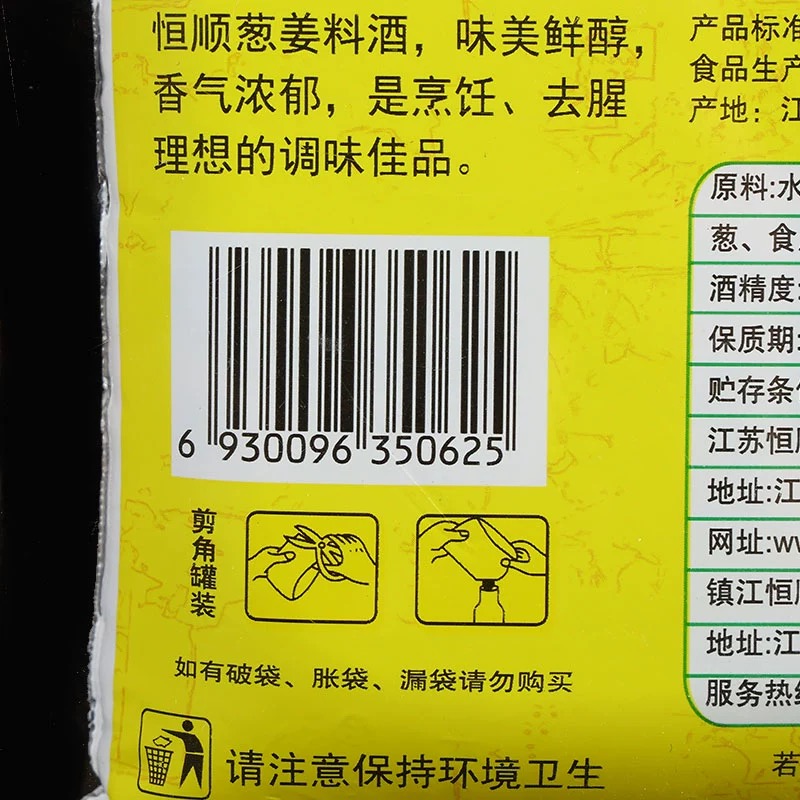 恒顺葱姜料酒，味美鲜醇，
香气浓郁，是烹饪、去腥
理想的调味佳品。
产品标准
食品生产
产地：江
原料:水
葱、食
酒精度:
保质期:
贮存条
江苏恒顺
地址:江
网址:ww
镇江恒顺
地址:江
服务热线
6 930096 350625
剪角罐装
如有破袋、胀袋、漏袋请勿购买
请注意保持环境卫生
若